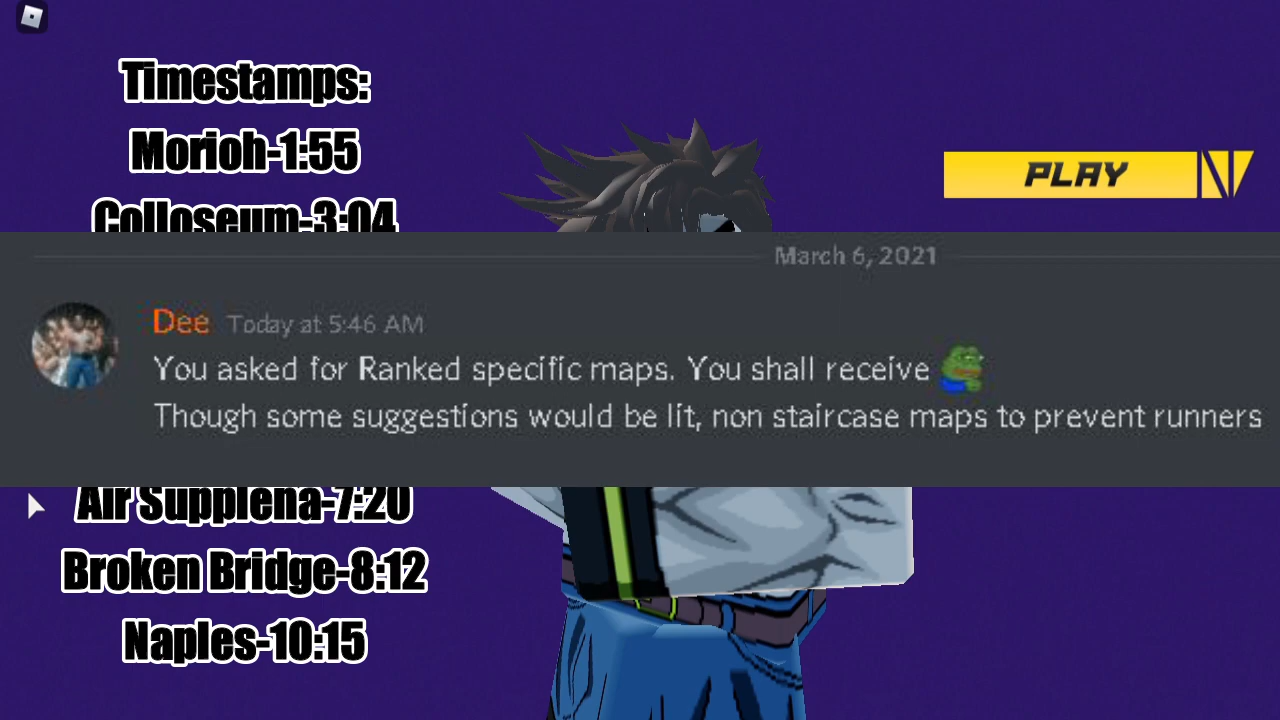 Timestamps:
Morioh-1:55
Colloseum-3:04
PLAY
March 6, 2021
Dee Today at 5:46 AM
You asked for Ranked specific maps. You shall receive
Though some suggestions would be lit, non staircase maps to prevent runners
Air Supplena-7:20
Broken Bridge-8:12
Naples-10:15